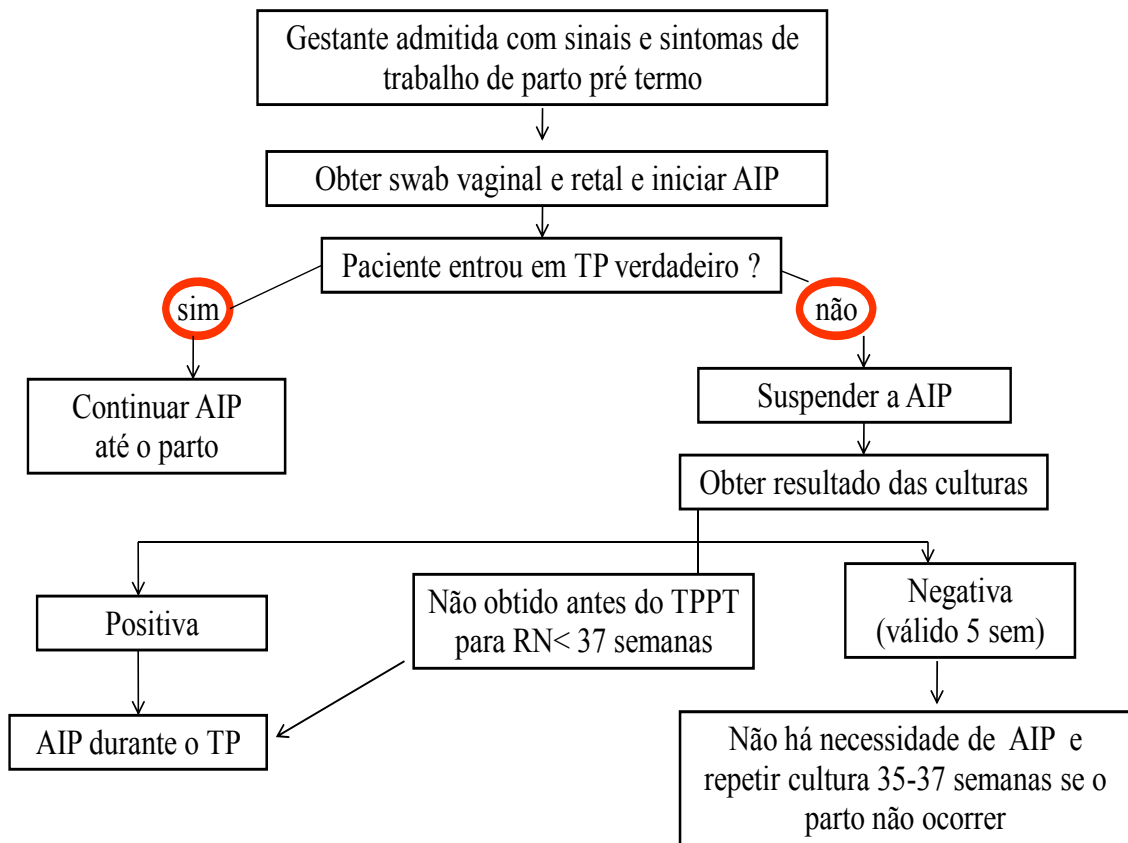 Gestante admitida com sinais e sintomas de
trabalho de parto pré termo
Obter swab vaginal e retal e iniciar AIP
Paciente entrou em TP verdadeiro ?
sim
não
Continuar AIP
até o parto
Suspender a AIP
Obter resultado das culturas
Positiva
Não obtido antes do TPPT
para RN< 37 semanas
Negativa
(válido 5 sem)
AIP durante o TP
Não há necessidade de AIP e
repetir cultura 35-37 semanas se o
parto não ocorrer